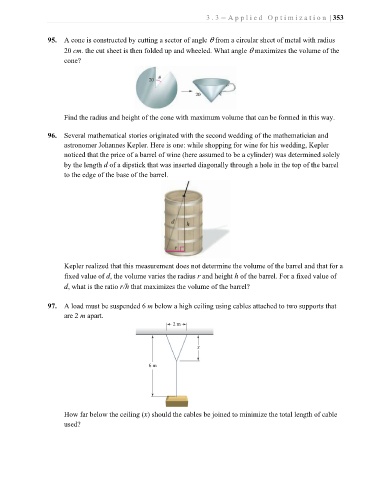 3.3—Applied Optimization | 353
95. A cone is constructed by cutting a sector of angle θ from a circular sheet of metal with radius
20 cm. the cut sheet is then folded up and wheeled. What angle θ maximizes the volume of the
cone?
20 θ
20
Find the radius and height of the cone with maximum volume that can be formed in this way.
96. Several mathematical stories originated with the second wedding of the mathematician and
astronomer Johannes Kepler. Here is one: while shopping for wine for his wedding, Kepler
noticed that the price of a barrel of wine (here assumed to be a cylinder) was determined solely
by the length d of a dipstick that was inserted diagonally through a hole in the top of the barrel
to the edge of the base of the barrel.
d h
r
Kepler realized that this measurement does not determine the volume of the barrel and that for a
fixed value of d, the volume varies the radius r and height h of the barrel. For a fixed value of
d, what is the ratio r/h that maximizes the volume of the barrel?
97. A load must be suspended 6 m below a high ceiling using cables attached to two supports that
are 2 m apart.
2 m
x
6 m
How far below the ceiling (x) should the cables be joined to minimize the total length of cable
used?